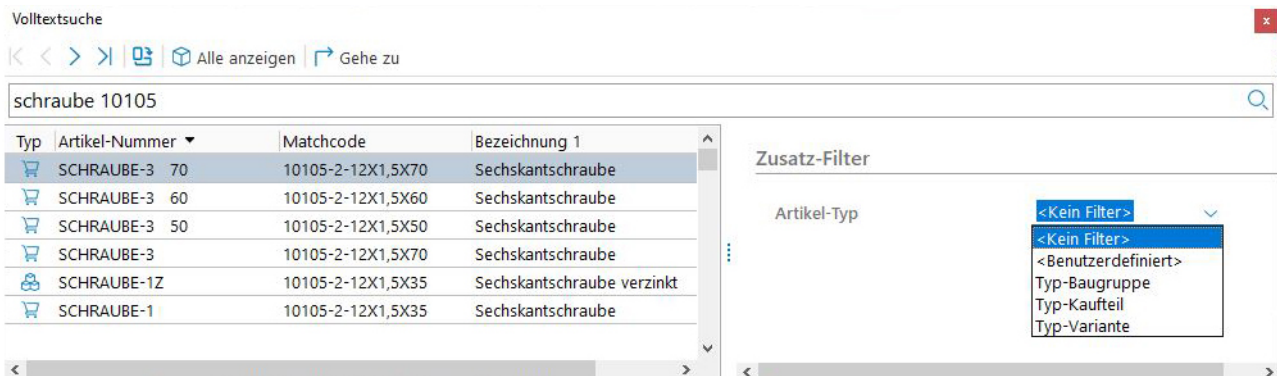 Volltextsuche
x
Alle anzeigen Gehe zu
schraube 10105
Typ Artikel-Nummer Matchcode Bezeichnung 1
SCHRAUBE-3 70 10105-2-12X1,5X70 Sechskantschraube
SCHRAUBE-3 60 10105-2-12X1,5X60 Sechskantschraube
SCHRAUBE-3 50 10105-2-12X1,5X50 Sechskantschraube
SCHRAUBE-3 10105-2-12X1,5X70 Sechskantschraube
SCHRAUBE-1Z 10105-2-12X1,5X35 Sechskantschraube verzinkt
SCHRAUBE-1 10105-2-12X1,5X35 Sechskantschraube
Zusatz-Filter
Artikel-Typ <Kein Filter>
<Kein Filter>
<Benutzerdefiniert>
Typ-Baugruppe
Typ-Kaufteil
Typ-Variante